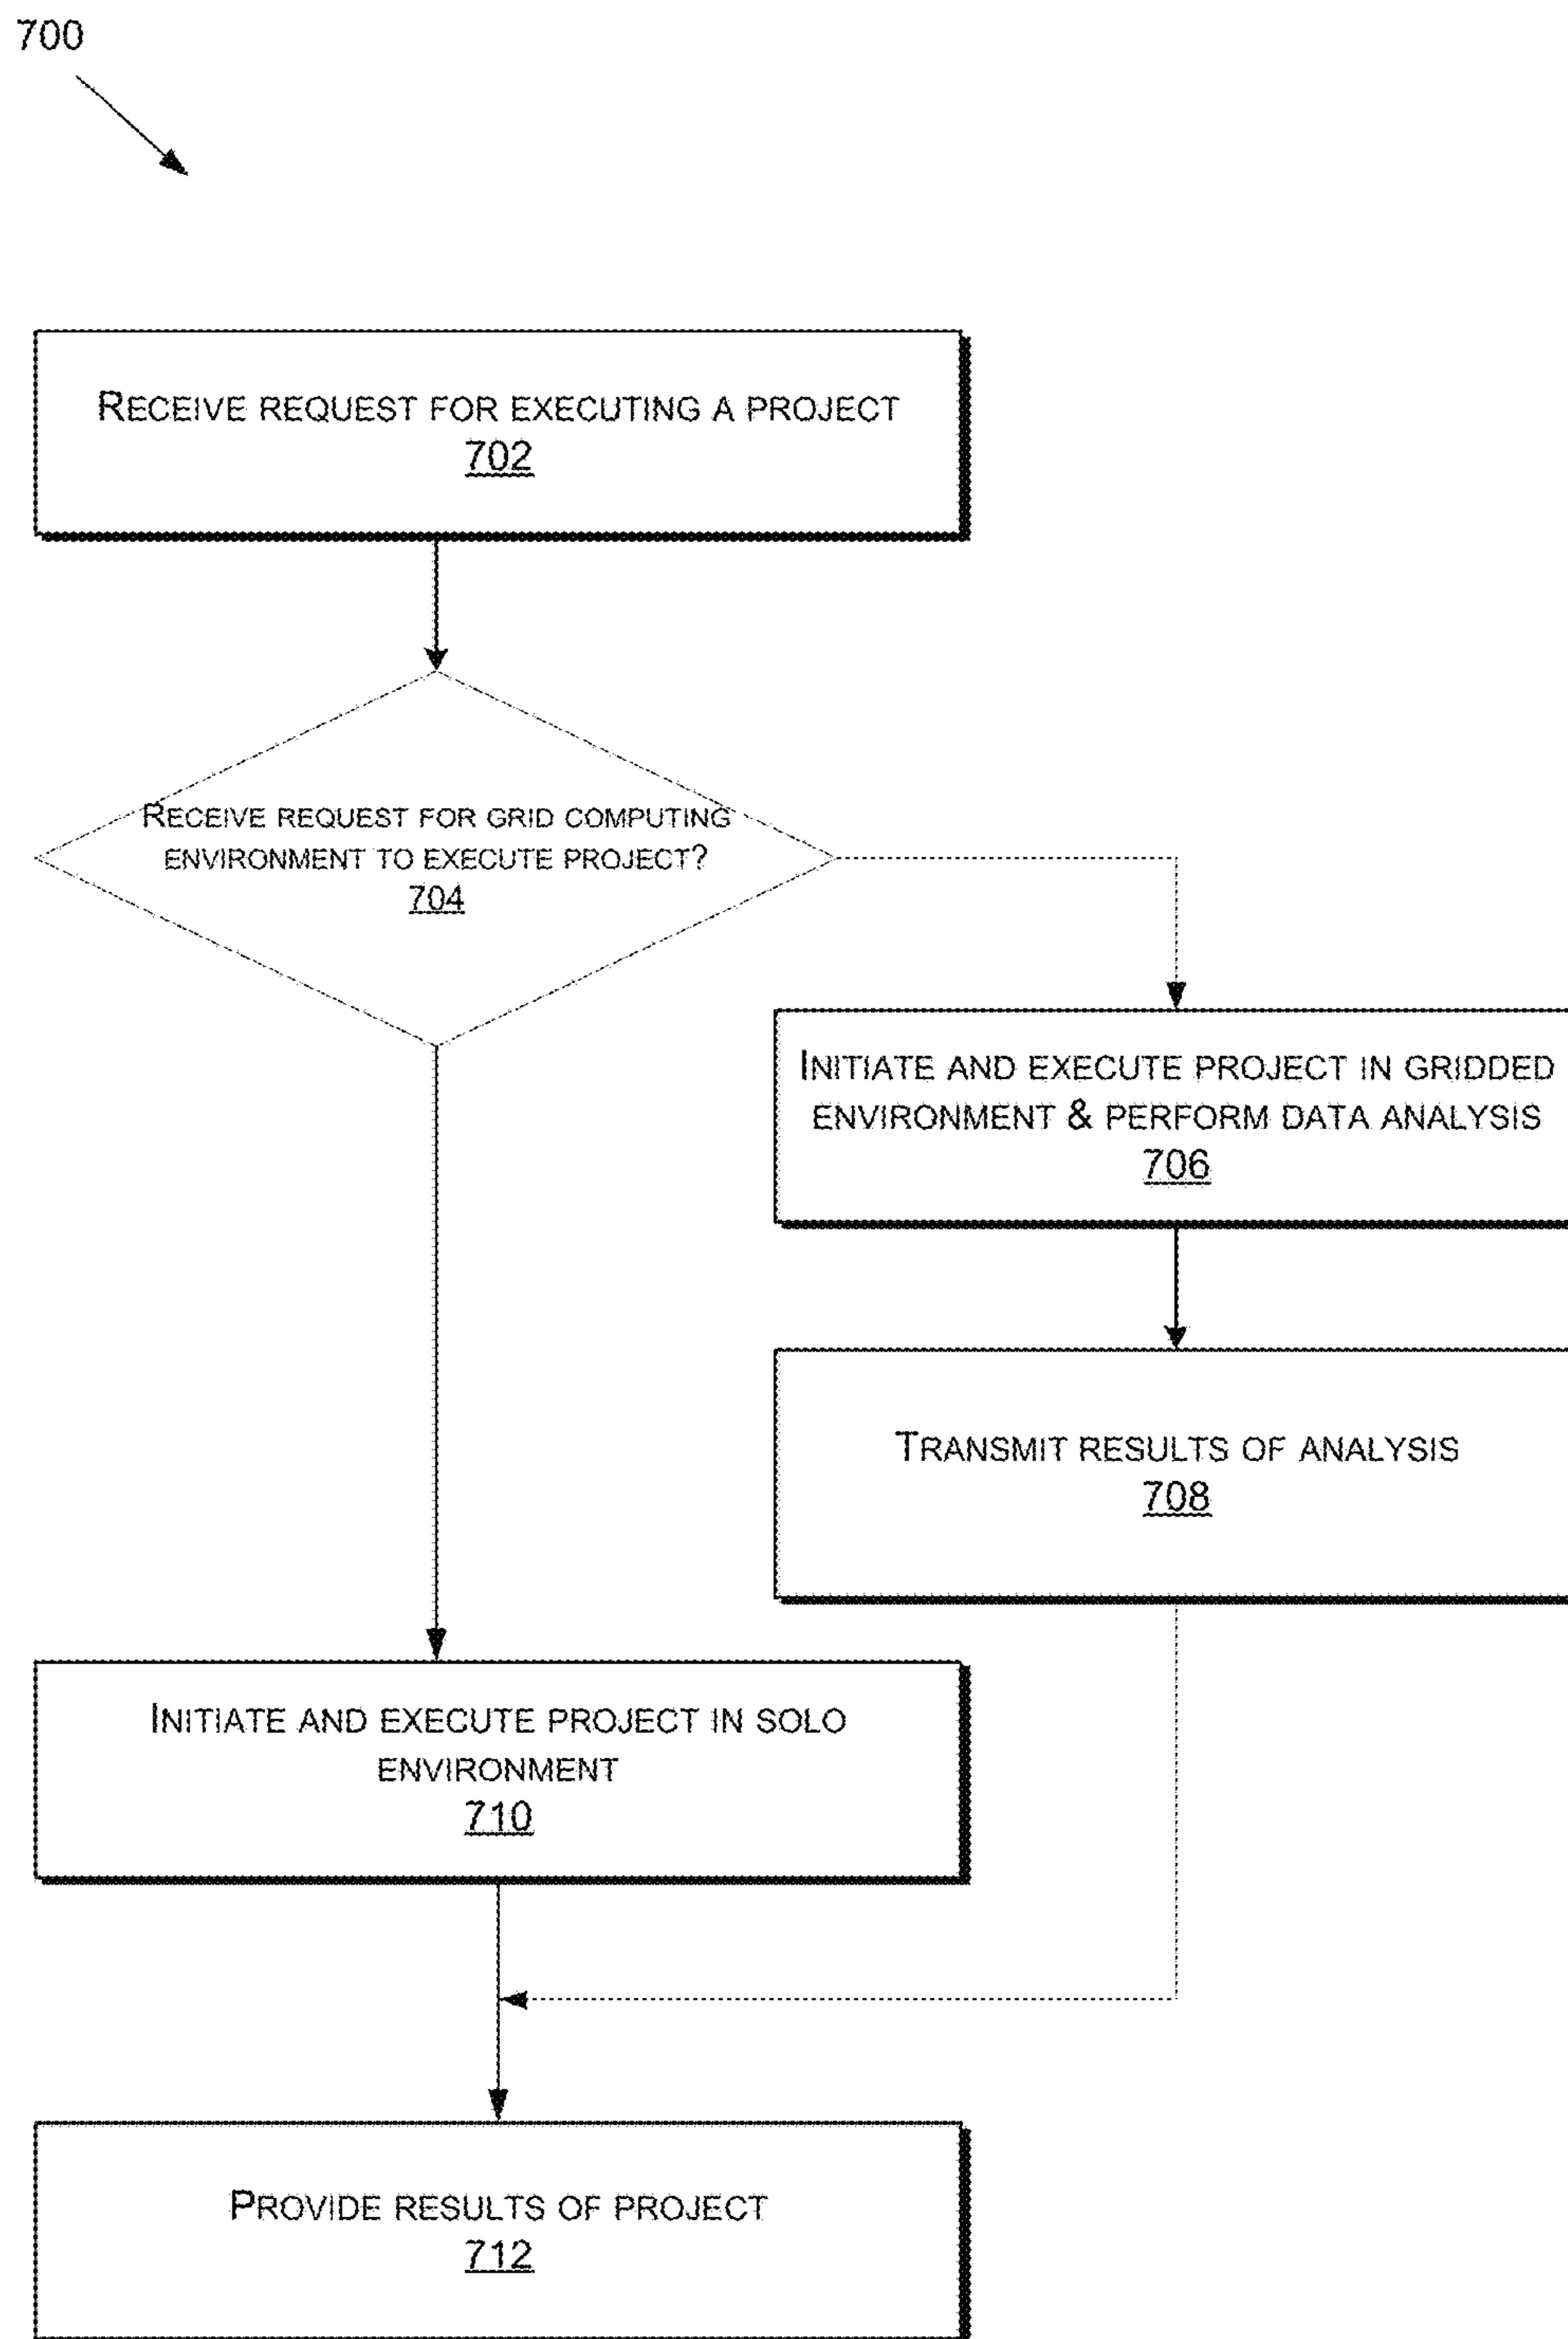 700
RECEIVE REQUEST FOR EXECUTING A PROJECT
702
RECEIVE REQUEST FOR GRID COMPUTING
ENVIRONMENT TO EXECUTE PROJECT?
704
INITIATE AND EXECUTE PROJECT IN GRIDDED
ENVIRONMENT & PERFORM DATA ANALYSIS
706
TRANSMIT RESULTS OF ANALYSIS
708
INITIATE AND EXECUTE PROJECT IN SOLO
ENVIRONMENT
710
PROVIDE RESULTS OF PROJECT
712